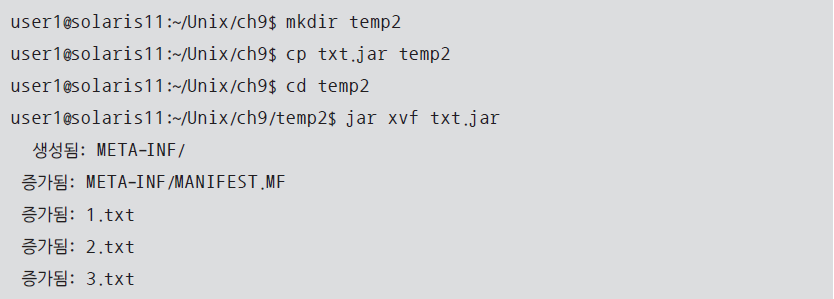 user1@solaris11:~/Unix/ch9$ mkdir temp2
user1@solaris11:~/Unix/ch9$ cp txt.jar temp2
user1@solaris11:~/Unix/ch9$ cd temp2
user1@solaris11:~/Unix/ch9/temp2$ jar xvf txt.jar
생성됨: META-INF/
증가됨: META-INF/MANIFEST.MF
증가됨: 1.txt
증가됨: 2.txt
증가됨: 3.txt